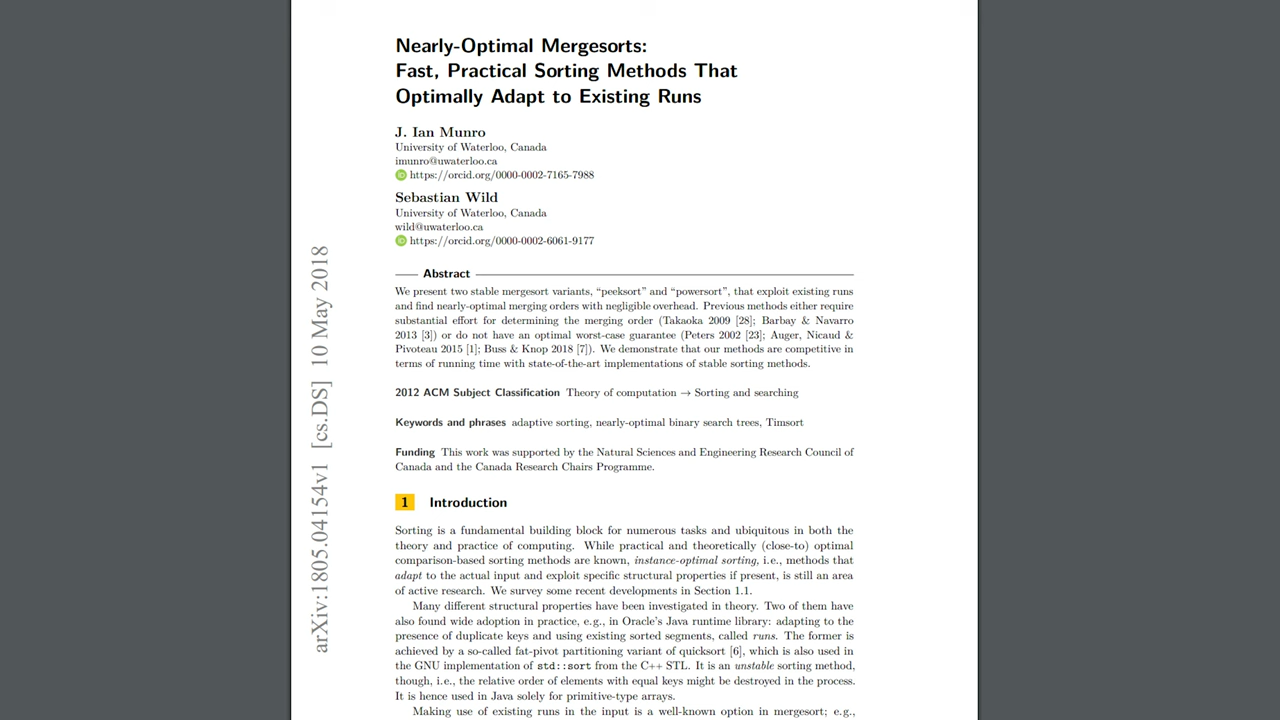 Nearly-Optimal Mergesorts:
Fast, Practical Sorting Methods That
Optimally Adapt to Existing Runs
J. Ian Munro
University of Waterloo, Canada
imunro@uwaterloo.ca
iD https://orcid.org/0000-0002-7165-7988
Sebastian Wild
University of Waterloo, Canada
wild@uwaterloo.ca
iD https://orcid.org/0000-0002-6061-9177
Abstract
We present two stable mergesort variants, “peeksort” and “powersort”, that exploit existing runs
and find nearly-optimal merging orders with negligible overhead. Previous methods either require
substantial effort for determining the merging order (Takaoka 2009 [28]; Barbay & Navarro
2013 [3]) or do not have an optimal worst-case guarantee (Peters 2002 [23]; Auger, Nicaud &
Pivoteau 2015 [1]; Buss & Knop 2018 [7]). We demonstrate that our methods are competitive in
terms of running time with state-of-the-art implementations of stable sorting methods.
2012 ACM Subject Classification Theory of computation → Sorting and searching
Keywords and phrases adaptive sorting, nearly-optimal binary search trees, Timsort
Funding This work was supported by the Natural Sciences and Engineering Research Council of
Canada and the Canada Research Chairs Programme.
1 Introduction
Sorting is a fundamental building block for numerous tasks and ubiquitous in both the
theory and practice of computing. While practical and theoretically (close-to) optimal
comparison-based sorting methods are known, instance-optimal sorting, i.e., methods that
adapt to the actual input and exploit specific structural properties if present, is still an area
of active research. We survey some recent developments in Section 1.1.
Many different structural properties have been investigated in theory. Two of them have
also found wide adoption in practice, e.g., in Oracle’s Java runtime library: adapting to the
presence of duplicate keys and using existing sorted segments, called runs. The former is
achieved by a so-called fat-pivot partitioning variant of quicksort [6], which is also used in
the GNU implementation of std::sort from the C++ STL. It is an unstable sorting method,
though, i.e., the relative order of elements with equal keys might be destroyed in the process.
It is hence used in Java solely for primitive-type arrays.
Making use of existing runs in the input is a well-known option in mergesort; e.g.,
arXiv:1805.04154v1 [cs.DS] 10 May 2018